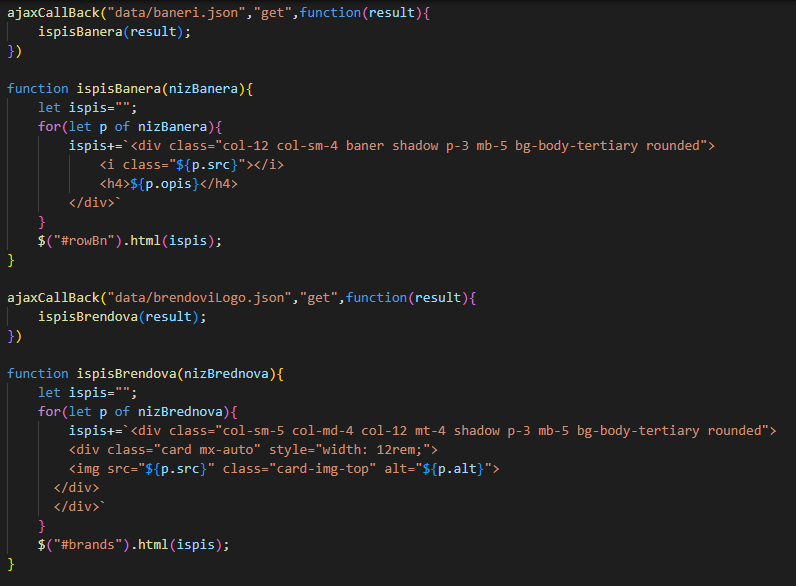 ajaxCallBack("data/baneri.json","get",function(result){
    ispisBanera(result);
})

function ispisBanera(nizBanera){
    let ispis="";
    for(let p of nizBanera){
        ispis+=`<div class="col-12 col-sm-4 baner shadow p-3 mb-5 bg-body-tertiary rounded">
            <i class="${p.src}"></i>
            <h4>${p.opis}</h4>
        </div>`
    }
    $("#rowBn").html(ispis);
}

ajaxCallBack("data/brendoviLogo.json","get",function(result){
    ispisBrendova(result);
})

function ispisBrendova(nizBrednova){
    let ispis="";
    for(let p of nizBrednova){
        ispis+=`<div class="col-sm-5 col-md-4 col-12 mt-4 shadow p-3 mb-5 bg-body-tertiary rounded">
        <div class="card mx-auto" style="width: 12rem;">
        <img src="${p.src}" class="card-img-top" alt="${p.alt}">
      </div>
      </div>`
    }
    $("#brands").html(ispis);
}